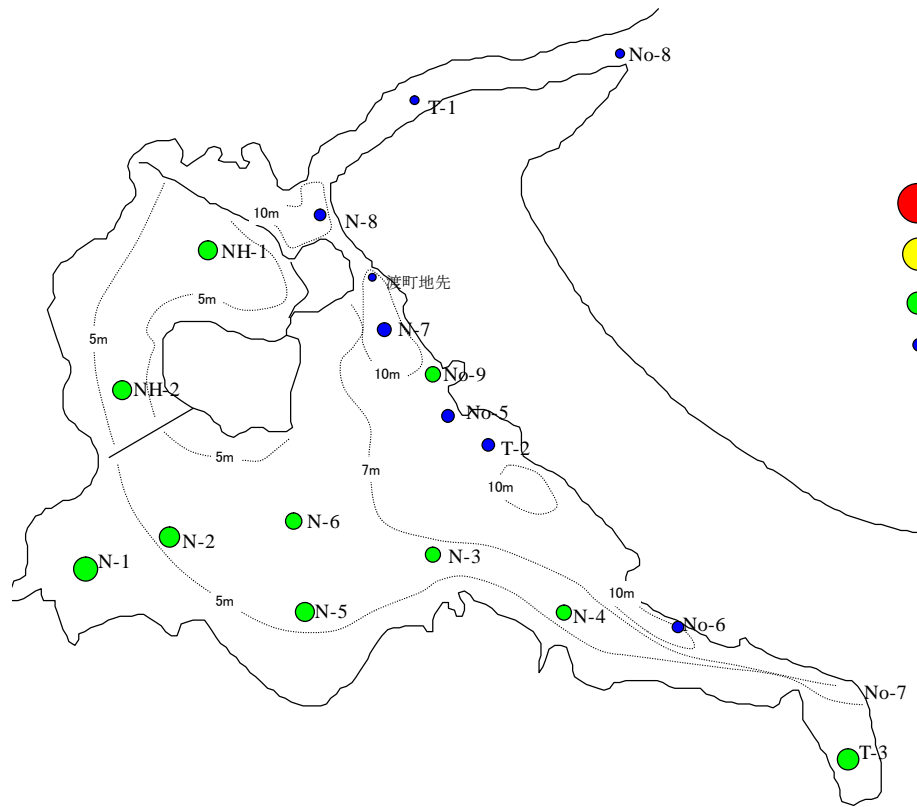 No-8
T-1
10m
N-8
NH-1
渡町地先
5m
5m
N-7
10m
No-9
NH-2
No-5
T-2
5m
7m
10m
N-6
N-2
N-3
N-1
5m
N-5
10m
N-4
No-6
No-7
T-3